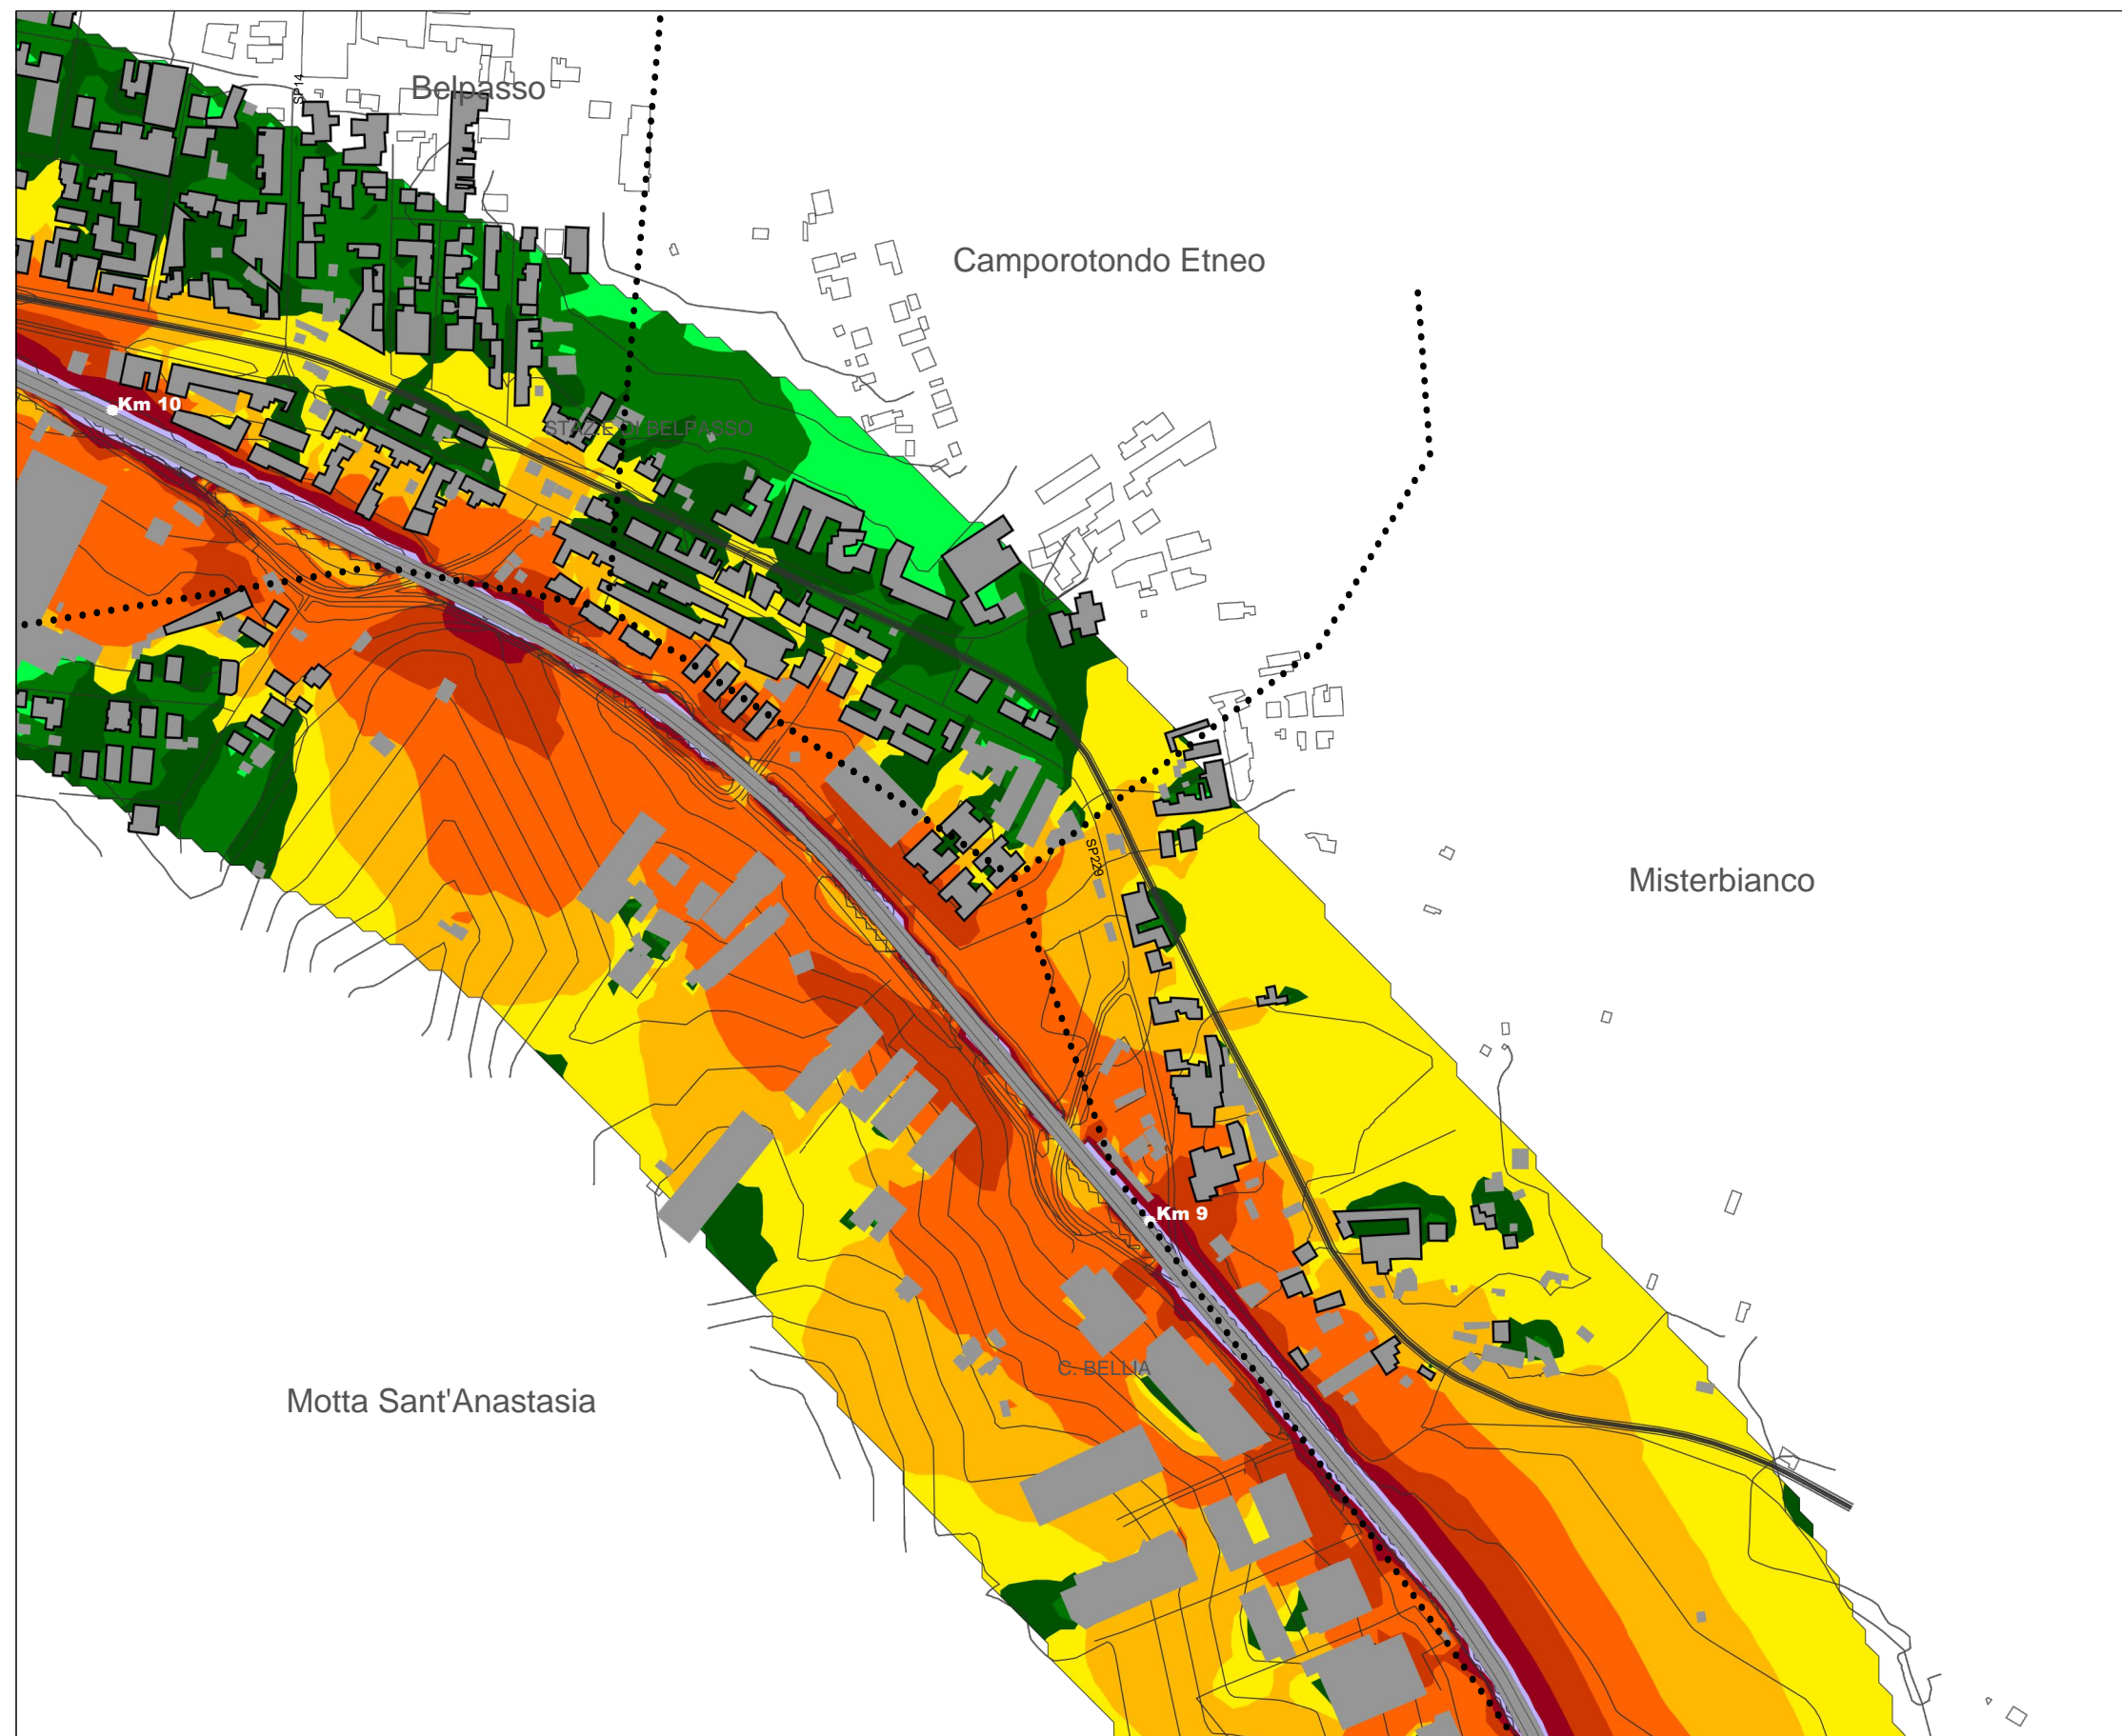 SP14
Belpasso
Camporotondo Etneo
Km 10
STAZ.E DI BELPASSO
SP229
Misterbianco
Km 9
C. BELLIA
Motta Sant'Anastasia